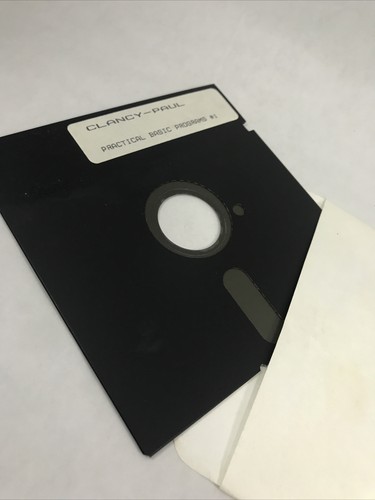 CLANCY-PAUL
PRACTICAL BASIC PROGRAMS #1